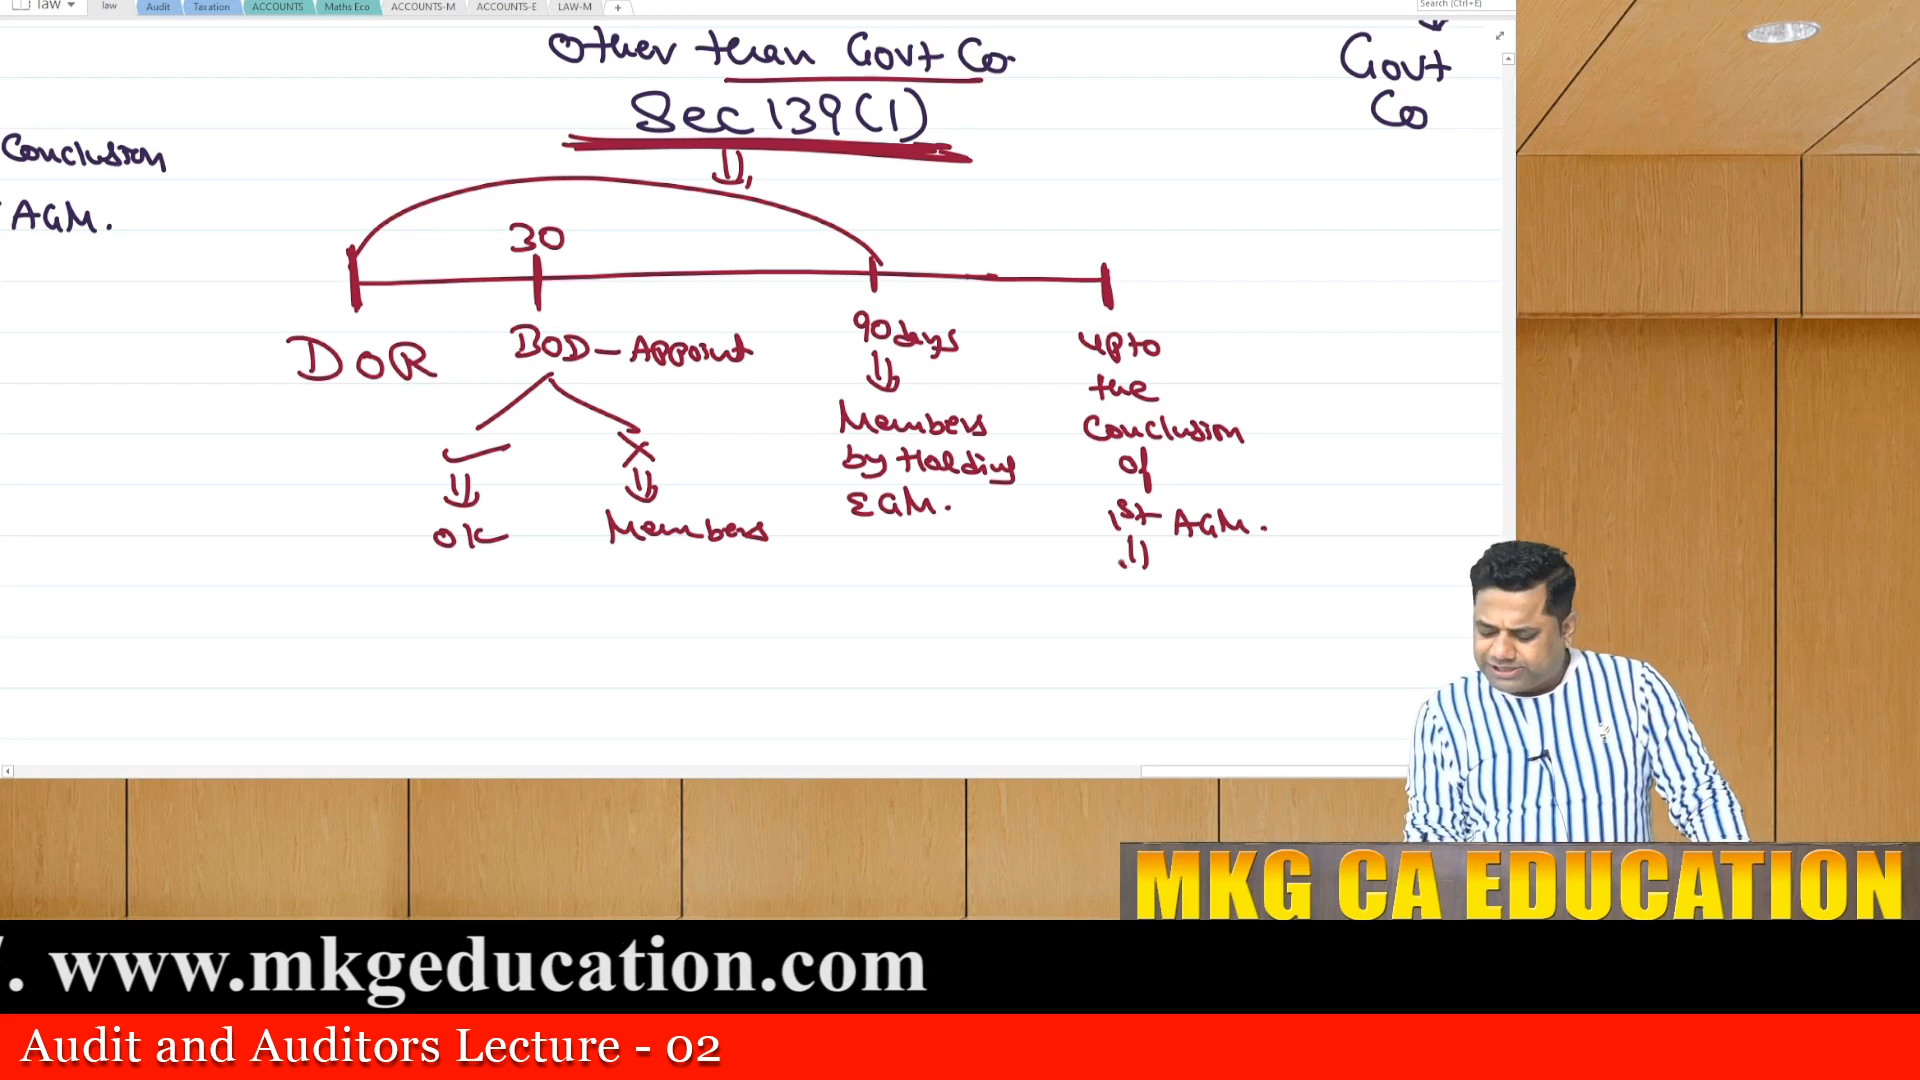 law
law
Audit
Taxation
ACCOUNTS
Maths Eco
ACCOUNTS-M
ACCOUNTS-E
LAW-M
+
Search (Ctrl+E)
Other than Govt Co
Sec 139(1)
Govt
Co
Conclusion
AGM.
30
DOR
BOD - Appoint
OK
Members
90 days
Members
by Holding
EGM.
upto
the
Conclusion
of
1st AGM.
MKG CA EDUCATION
. www.mkgeducation.com
Audit and Auditors Lecture - 02